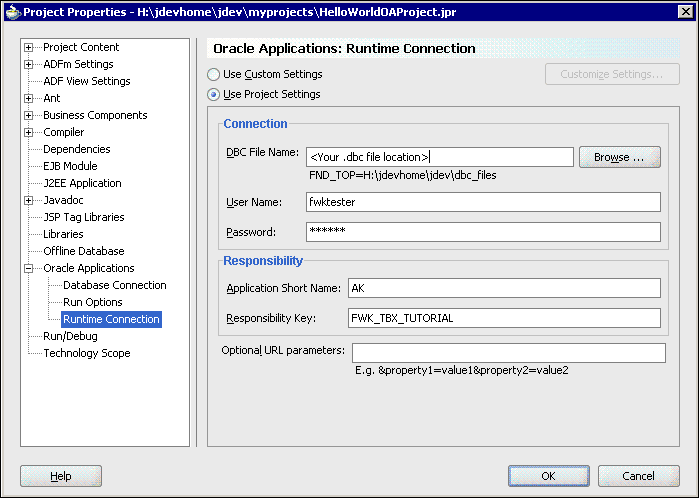 Project Properties - H:\jdevhome\jdev\myprojects\HelloWorldOAProject.jpr
Project Content
ADFm Settings
ADF View Settings
Ant
Business Components
Compiler
Dependencies
EJB Module
J2EE Application
Javadoc
JSP Tag Libraries
Libraries
Offline Database
Oracle Applications
Database Connection
Run Options
Runtime Connection
Run/Debug
Technology Scope
Oracle Applications: Runtime Connection
Use Custom Settings
Customize Settings...
Use Project Settings
Connection
DBC File Name: <Your .dbc file location> Browse ...
FND_TOP=H:\jdevhome\jdev\dbc_files
User Name: fwktester
Password: ******
Responsibility
Application Short Name: AK
Responsibility Key: FWK_TBX_TUTORIAL
Optional URL parameters:
E.g. &property1=value1&property2=value2
Help OK Cancel